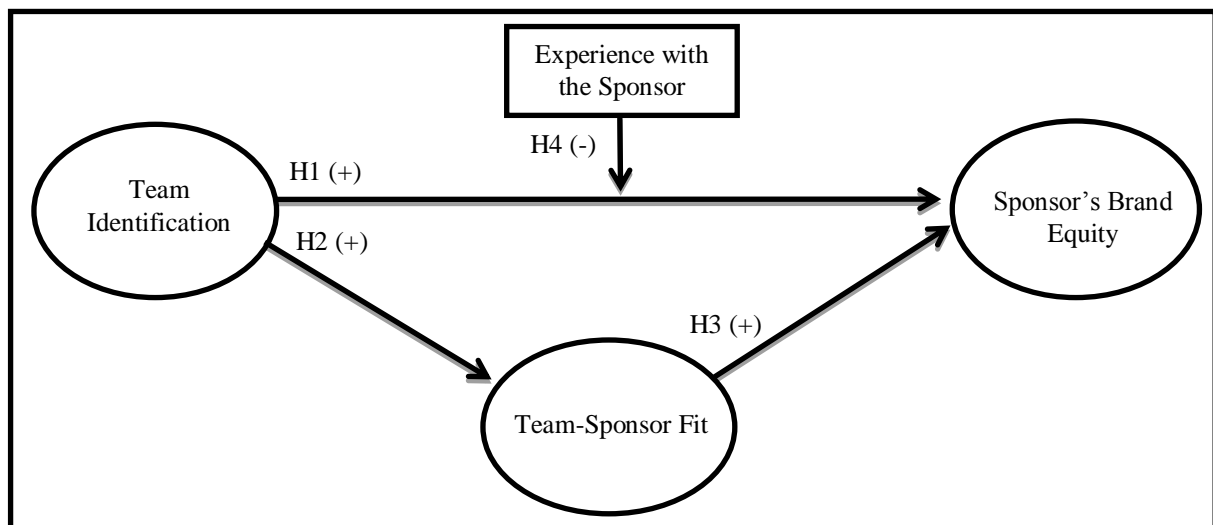 Experience with
the Sponsor
H4 (-)
H1 (+)
Team
Identification
Sponsor’s Brand
Equity
H2 (+)
H3 (+)
Team-Sponsor Fit